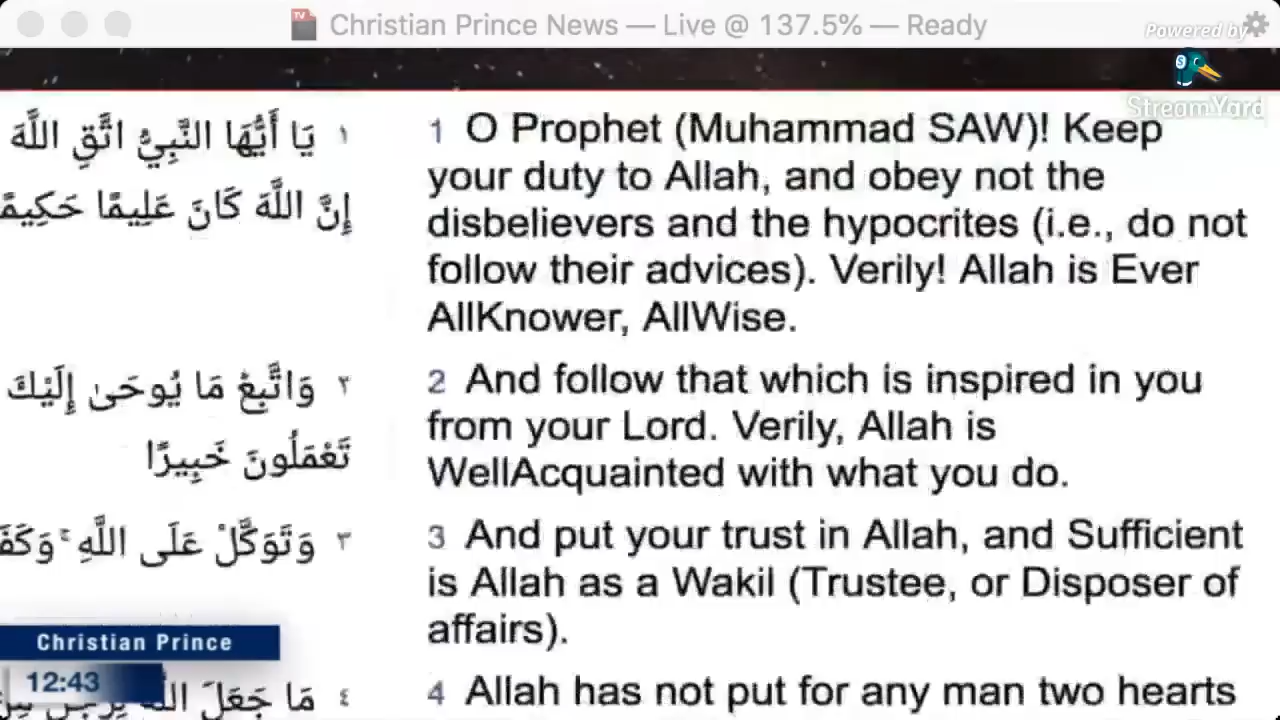 Christian Prince News — Live @ 137.5% — Ready
Powered by
StreamYard
١ يَا أَيُّهَا النَّبِيُّ اتَّقِ اللَّهَ
إِنَّ اللَّهَ كَانَ عَلِيمًا حَكِيمًا
1 O Prophet (Muhammad SAW)! Keep
your duty to Allah, and obey not the
disbelievers and the hypocrites (i.e., do not
follow their advices). Verily! Allah is Ever
AllKnower, AllWise.
٢ وَاتَّبِعْ مَا يُوحَىٰ إِلَيْكَ
تَعْمَلُونَ خَبِيرًا
2 And follow that which is inspired in you
from your Lord. Verily, Allah is
WellAcquainted with what you do.
٣ وَتَوَكَّلْ عَلَى اللَّهِ ۚ
3 And put your trust in Allah, and Sufficient
is Allah as a Wakil (Trustee, or Disposer of
affairs).
٤ مَا جَعَلَ
4 Allah has not put for any man two hearts
Christian Prince
12:43